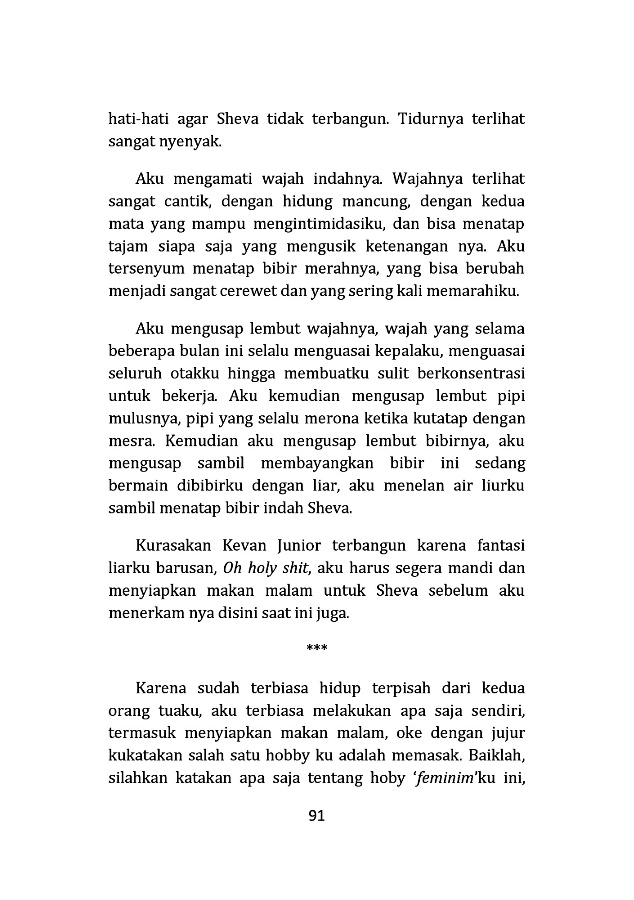 hati-hati agar Sheva tidak terbangun. Tidurnya terlihat
sangat nyenyak.
Aku mengamati wajah indahnya. Wajahnya terlihat
sangat cantik, dengan hidung mancung, dengan kedua
mata yang mampu mengintimidasiku, dan bisa menatap
tajam siapa saja yang mengusik ketenangan nya. Aku
tersenyum menatap bibir merahnya, yang bisa berubah
menjadi sangat cerewet dan yang sering kali memarahiku.
Aku mengusap lembut wajahnya, wajah yang selama
beberapa bulan ini selalu menguasai kepalaku, menguasai
seluruh otakku hingga membuatku sulit berkonsentrasi
untuk bekerja. Aku kemudian mengusap lembut pipi
mulusnya, pipi yang selalu merona ketika kutatap dengan
mesra. Kemudian aku mengusap lembut bibirnya, aku
mengusap sambil membayangkan bibir ini sedang
bermain dibibirku dengan liar, aku menelan air liurku
sambil menatap bibir indah Sheva.
Kurasakan Kevan Junior terbangun karena fantasi
liarku barusan, Oh holy shit, aku harus segera mandi dan
menyiapkan makan malam untuk Sheva sebelum aku
menerkam nya disini saat ini juga.
***
Karena sudah terbiasa hidup terpisah dari kedua
orang tuaku, aku terbiasa melakukan apa saja sendiri,
termasuk menyiapkan makan malam, oke dengan jujur
kukatakan salah satu hobby ku adalah memasak. Baiklah,
silahkan katakan apa saja tentang hoby 'feminim'ku ini,
91